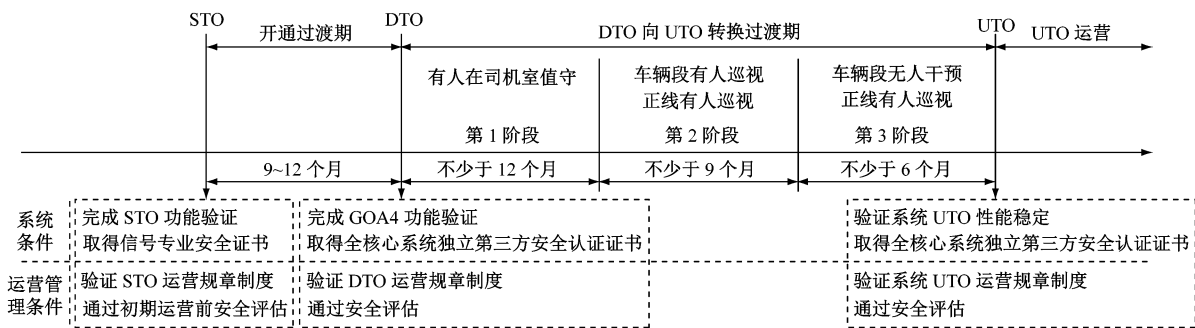 STO
DTO
UTO
开通过渡期
DTO 向 UTO 转换过渡期
UTO 运营
有人在司机室值守
车辆段有人巡视
正线有人巡视
车辆段无人干预
正线有人巡视
第 1 阶段
第 2 阶段
第 3 阶段
9~12 个月
不少于 12 个月
不少于 9 个月
不少于 6 个月
系统
条件
完成 STO 功能验证
取得信号专业安全证书
完成 GOA4 功能验证
取得全核心系统独立第三方安全认证证书
验证系统 UTO 性能稳定
取得全核心系统独立第三方安全认证证书
运营管
理条件
验证 STO 运营规章制度
通过初期运营前安全评估
验证 DTO 运营规章制度
通过安全评估
验证系统 UTO 运营规章制度
通过安全评估